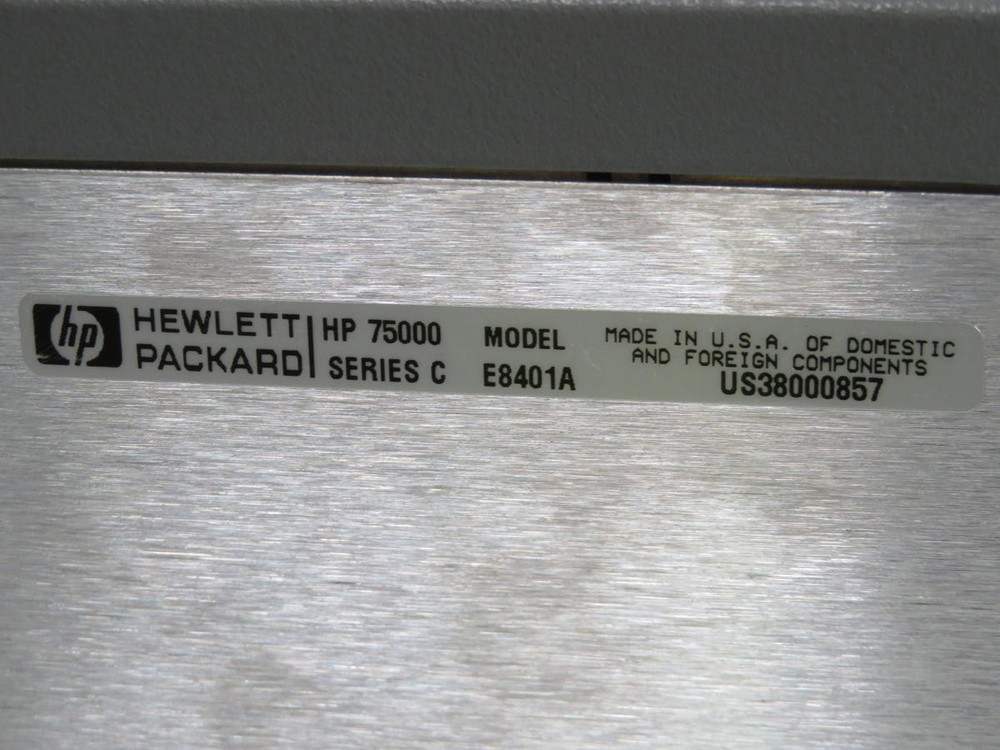 hp HEWLETT PACKARD
HP 75000 SERIES C
MODEL E8401A
MADE IN U.S.A. OF DOMESTIC
AND FOREIGN COMPONENTS
US38000857